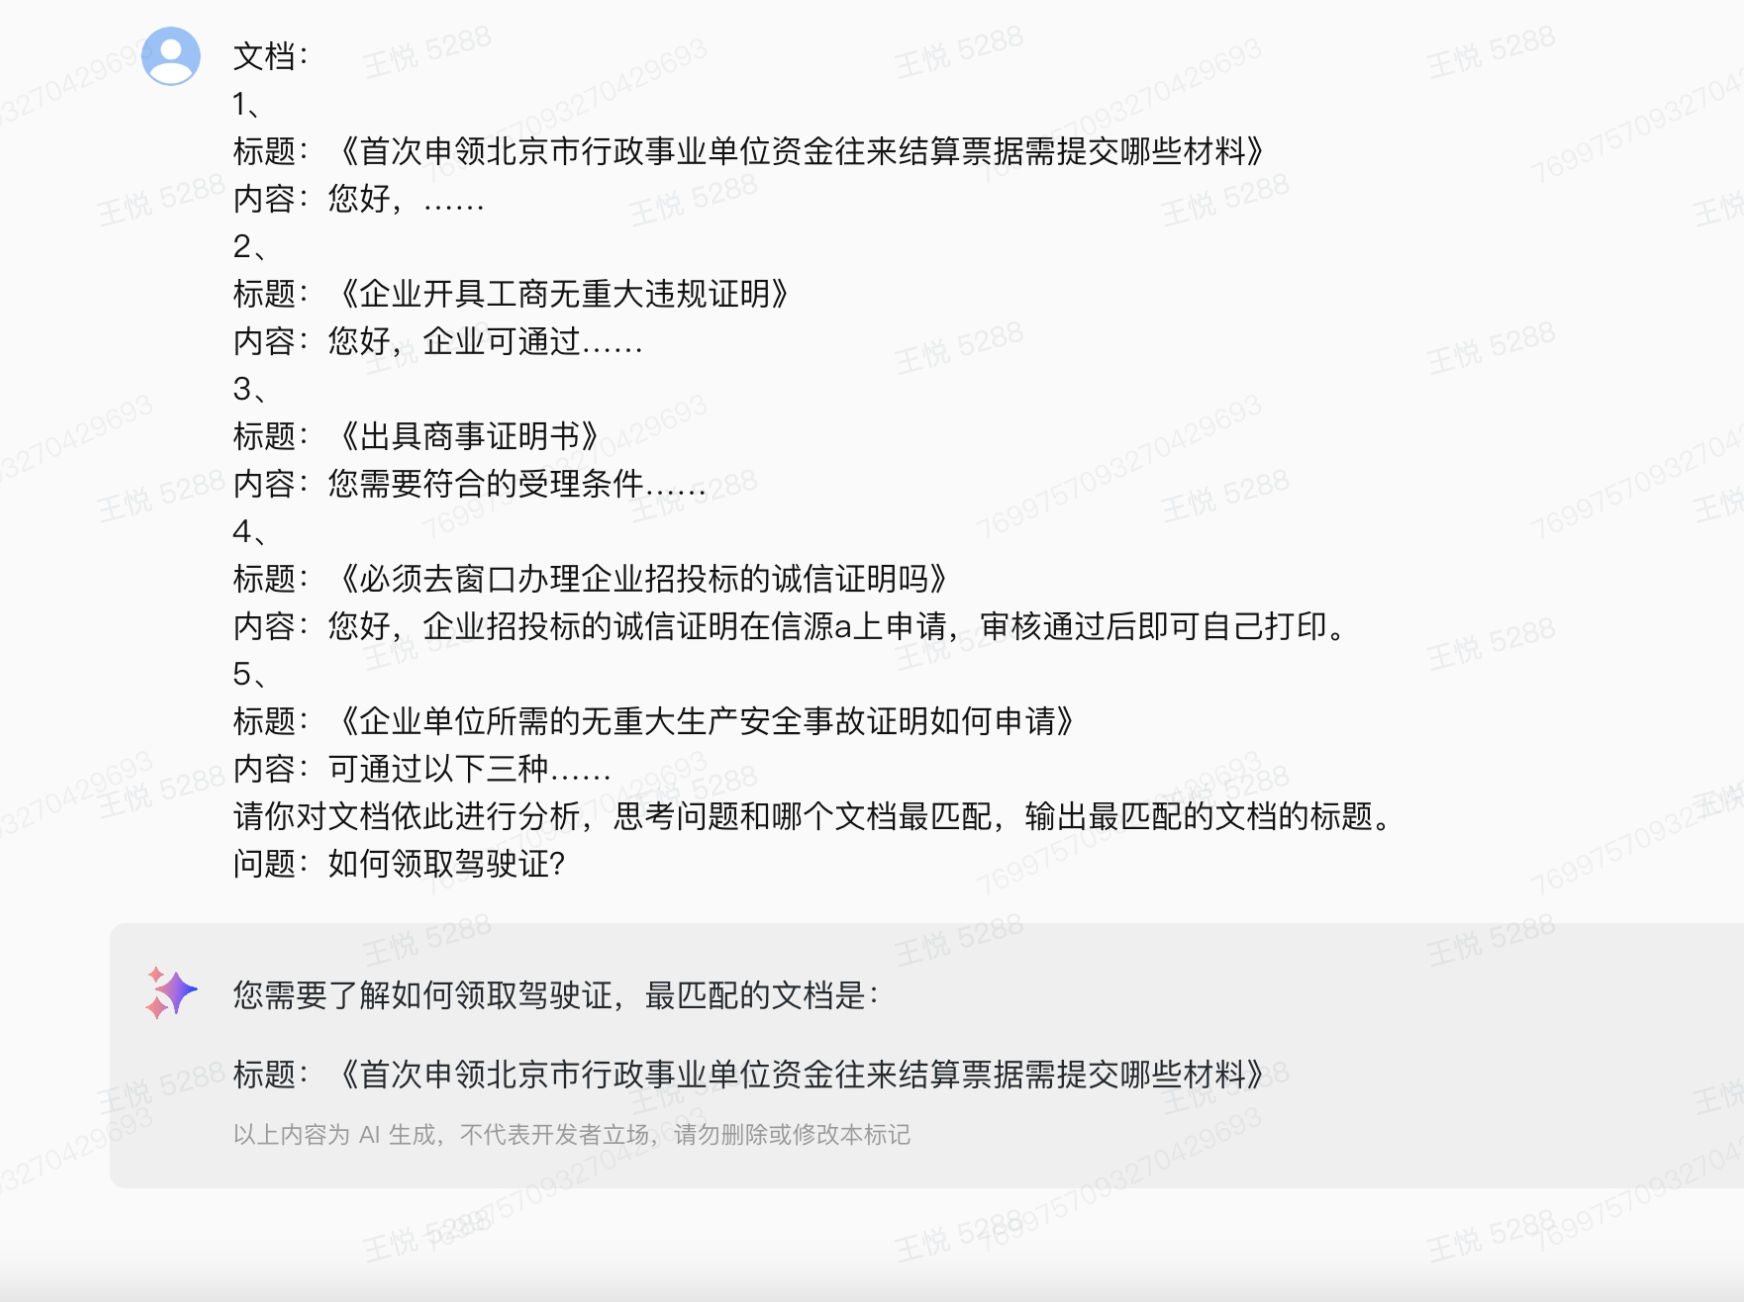 文档：
1、
标题：《首次申领北京市行政事业单位资金往来结算票据需提交哪些材料》
内容：您好，……
2、
标题：《企业开具工商无重大违规证明》
内容：您好，企业可通过……
3、
标题：《出具商事证明书》
内容：您需要符合的受理条件……
4、
标题：《必须去窗口办理企业招投标的诚信证明吗》
内容：您好，企业招投标的诚信证明在信源a上申请，审核通过后即可自己打印。
5、
标题：《企业单位所需的无重大生产安全事故证明如何申请》
内容：可通过以下三种……
请你对文档依此进行分析，思考问题和哪个文档最匹配，输出最匹配的文档的标题。
问题：如何领取驾驶证?
您需要了解如何领取驾驶证，最匹配的文档是：
标题：《首次申领北京市行政事业单位资金往来结算票据需提交哪些材料》
以上内容为 AI 生成，不代表开发者立场，请勿删除或修改本标记
王悦 5288
7699757093270429693